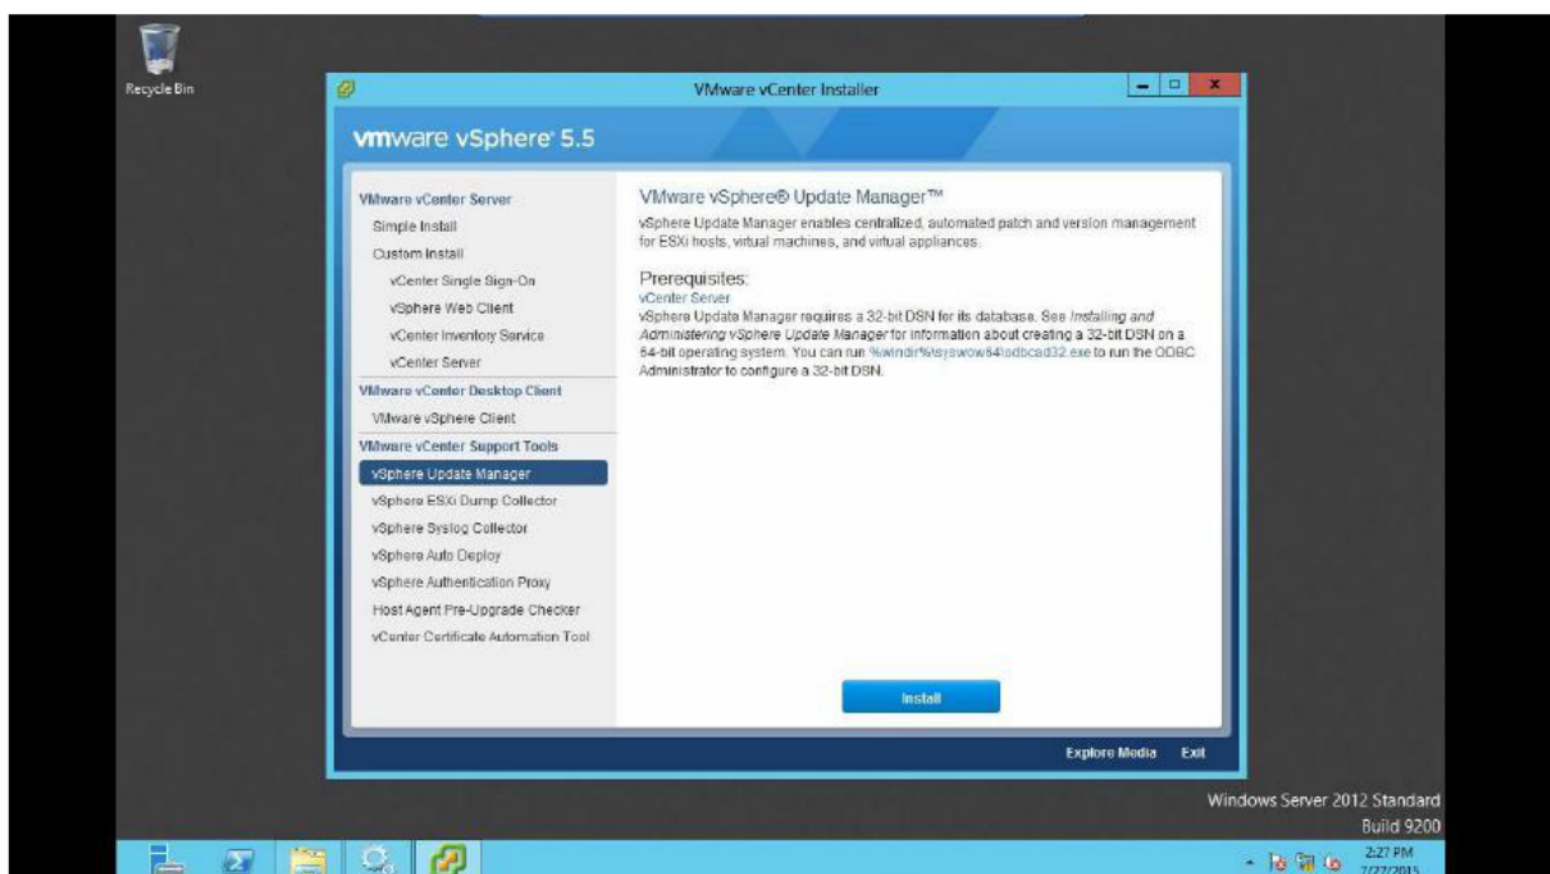 Recycle Bin
VMware vCenter Installer
vmware vSphere® 5.5
VMware vCenter Server
Simple Install
Custom Install
vCenter Single Sign-On
vSphere Web Client
vCenter Inventory Service
vCenter Server
VMware vCenter Desktop Client
VMware vSphere Client
VMware vCenter Support Tools
vSphere Update Manager
vSphere ESXi Dump Collector
vSphere Syslog Collector
vSphere Auto Deploy
vSphere Authentication Proxy
Host Agent Pre-Upgrade Checker
vCenter Certificate Automation Tool
VMware vSphere® Update Manager™
vSphere Update Manager enables centralized, automated patch and version management
for ESXi hosts, virtual machines, and virtual appliances.
Prerequisites:
vCenter Server
vSphere Update Manager requires a 32-bit DSN for its database. See Installing and
Administering vSphere Update Manager for information about creating a 32-bit DSN on a
64-bit operating system. You can run %windir%\syswow64\odbcad32.exe to run the ODBC
Administrator to configure a 32-bit DSN.
Install
Explore Media Exit
Windows Server 2012 Standard
Build 9200
2:27 PM
7/27/2015